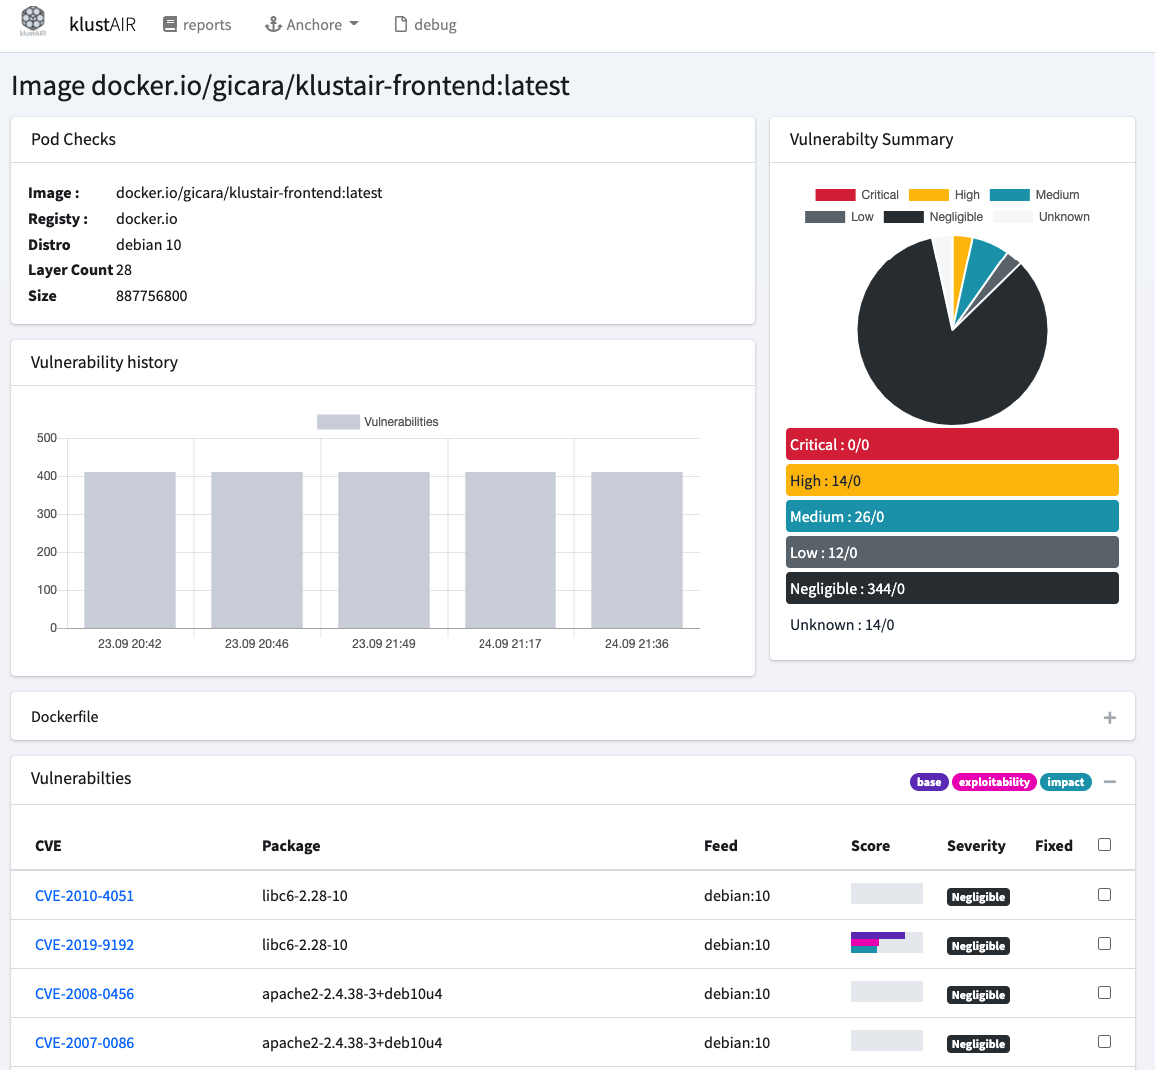 klustAIR
klustAIR
reports
Anchore
debug
Image docker.io/gicara/klustair-frontend:latest
Pod Checks
Image : docker.io/gicara/klustair-frontend:latest
Registy : docker.io
Distro debian 10
Layer Count 28
Size 887756800
Vulnerabilty Summary
Critical High Medium
Low Negligible Unknown
Critical : 0/0
High : 14/0
Medium : 26/0
Low : 12/0
Negligible : 344/0
Unknown : 14/0
Vulnerability history
Vulnerabilities
500
400
300
200
100
0
23.09 20:42 23.09 20:46 23.09 21:49 24.09 21:17 24.09 21:36
Dockerfile
Vulnerabilties
base exploitability impact
CVE Package Feed Score Severity Fixed
CVE-2010-4051 libc6-2.28-10 debian:10 Negligible
CVE-2019-9192 libc6-2.28-10 debian:10 Negligible
CVE-2008-0456 apache2-2.4.38-3+deb10u4 debian:10 Negligible
CVE-2007-0086 apache2-2.4.38-3+deb10u4 debian:10 Negligible